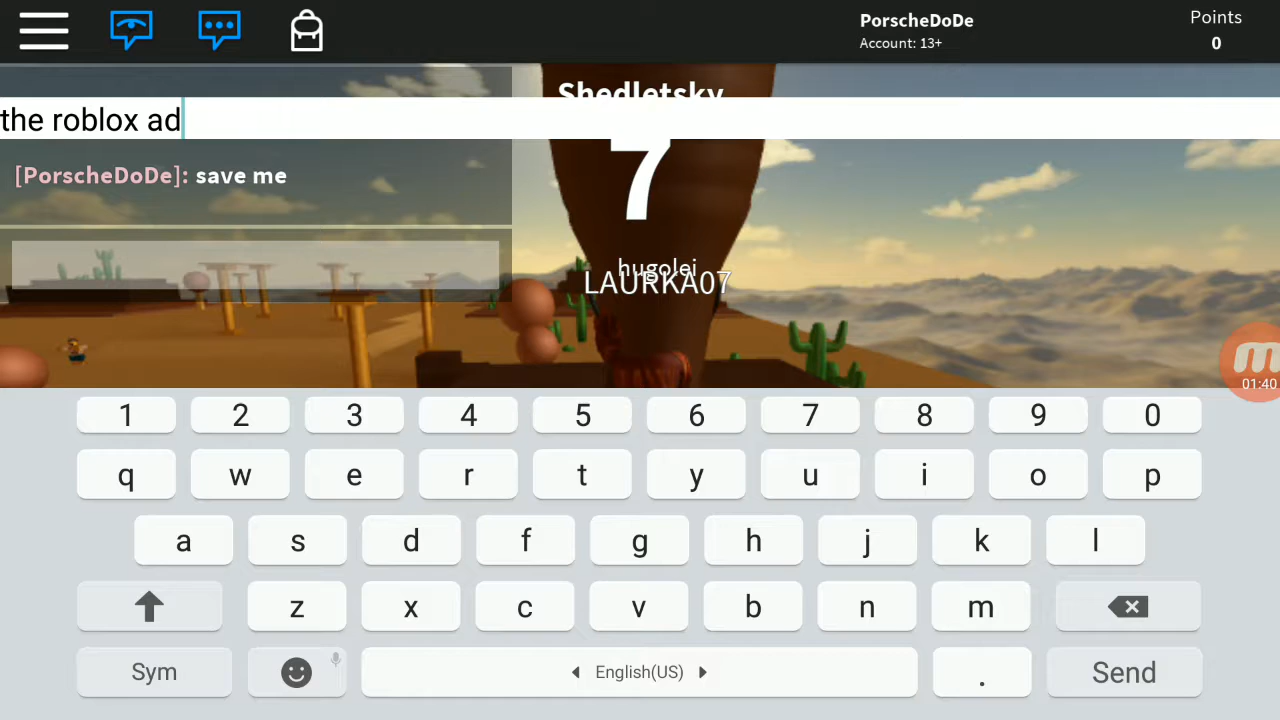 PorscheDoDe
Account: 13+
Points
0
Shedletsky
the roblox ad
7
[PorscheDoDe]: save me
hugolei
LAURKA07
01:40
1 2 3 4 5 6 7 8 9 0
q w e r t y u i o p
a s d f g h j k l
z x c v b n m
Sym English(US) . Send